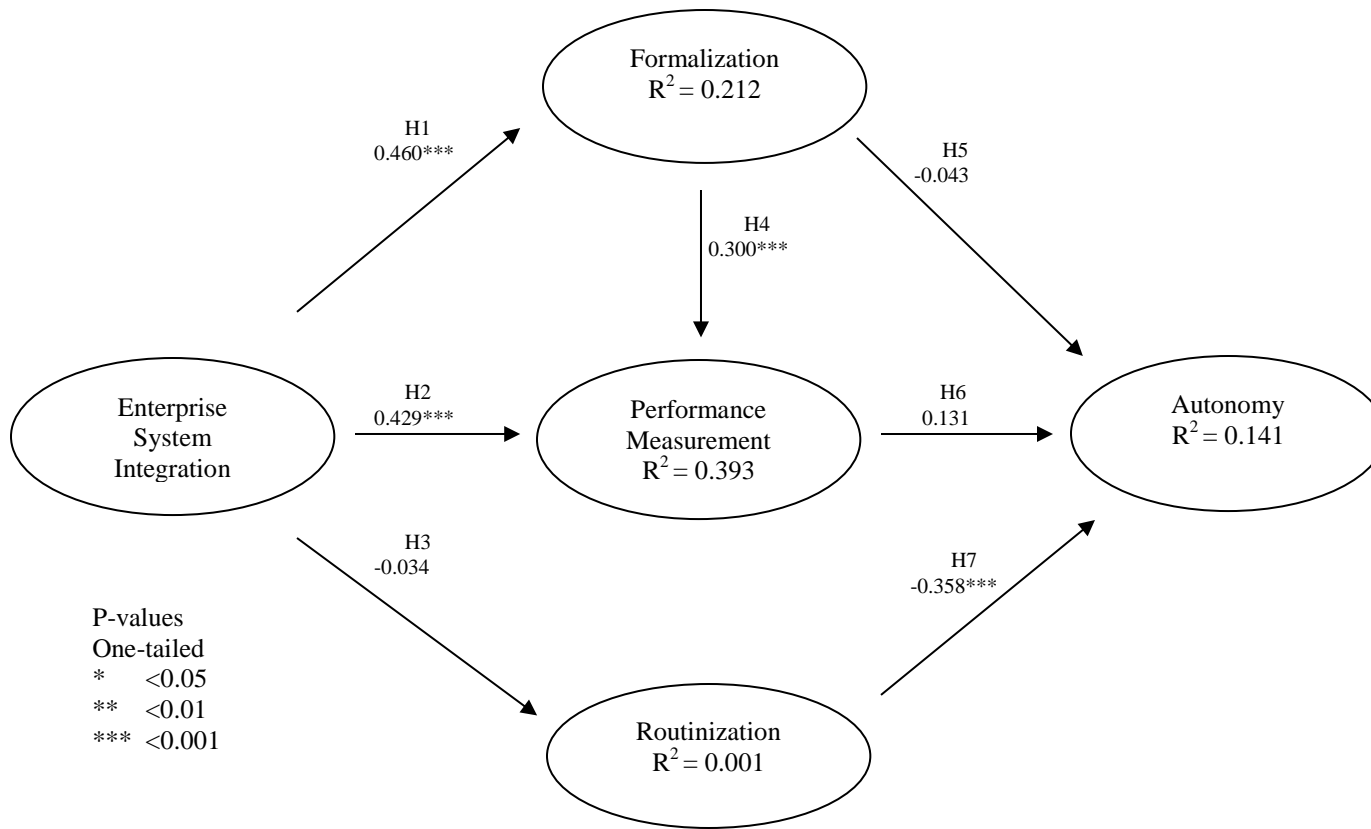 Formalization
R² = 0.212
H1
0.460***
H5
-0.043
H4
0.300***
Enterprise
System
Integration
H2
0.429***
Performance
Measurement
R² = 0.393
H6
0.131
Autonomy
R² = 0.141
H3
-0.034
H7
-0.358***
P-values
One-tailed
* <0.05
** <0.01
*** <0.001
Routinization
R² = 0.001